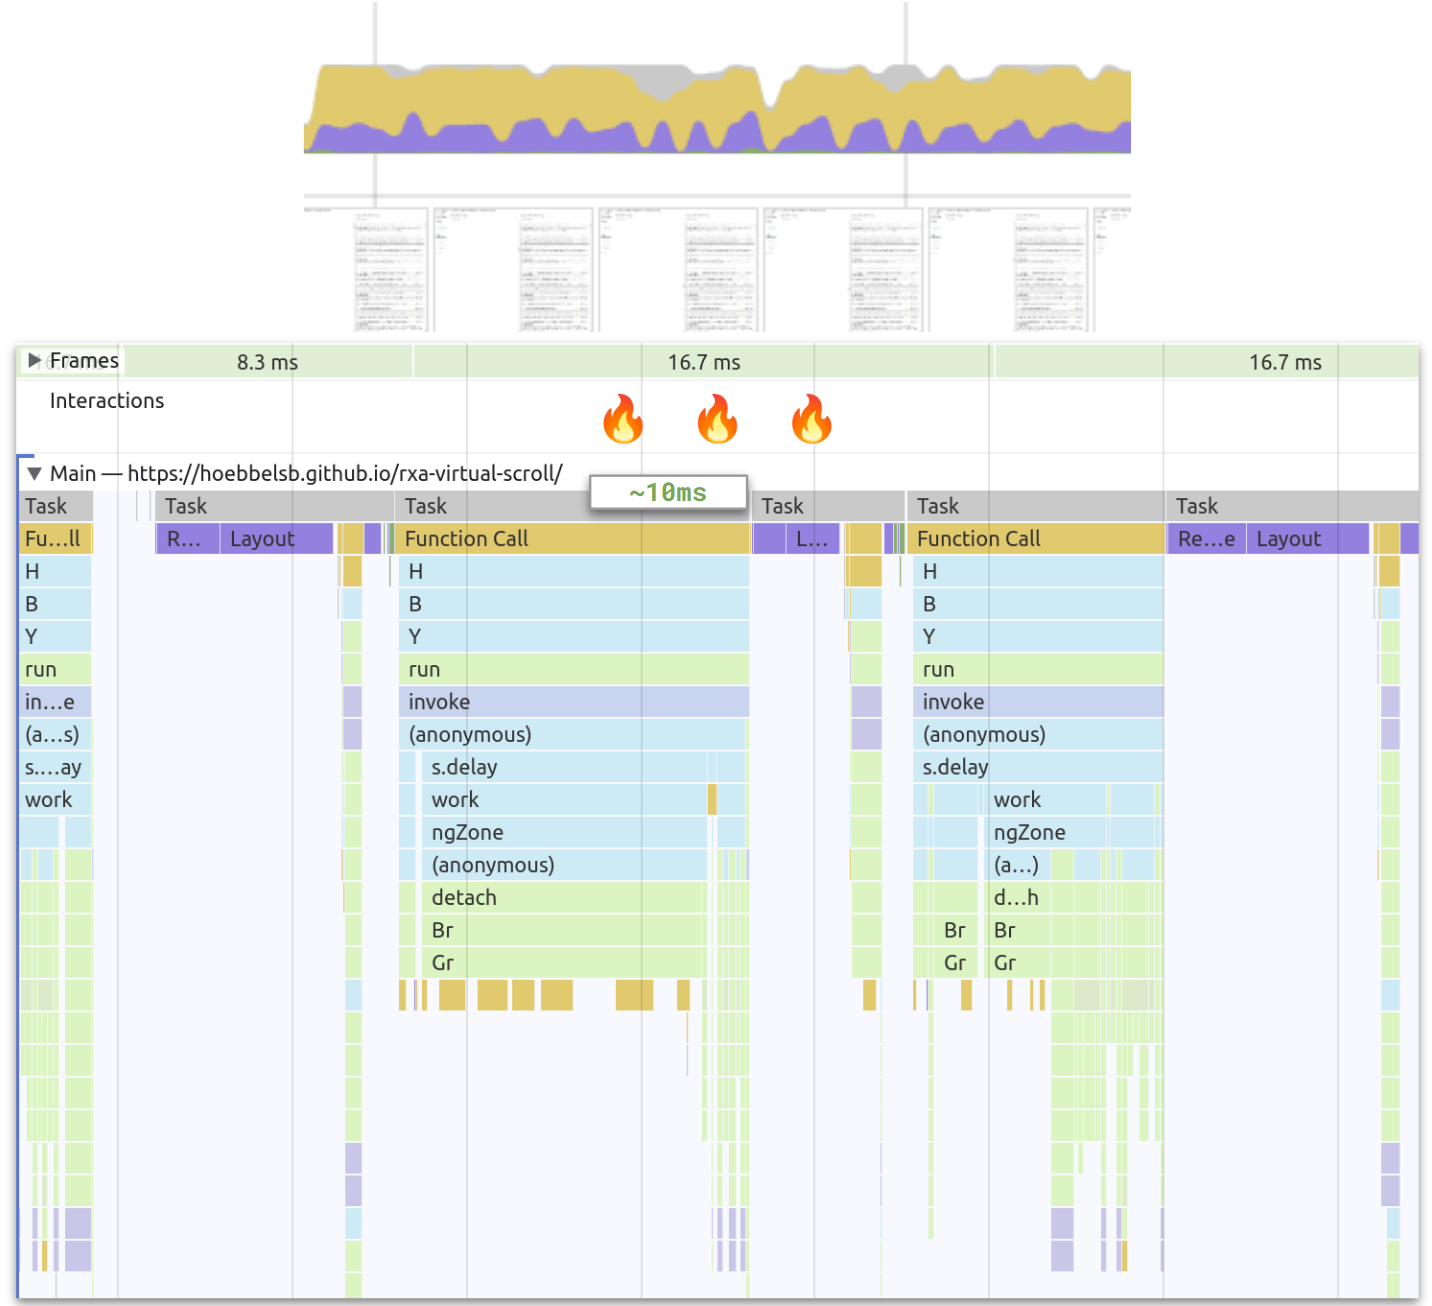 Frames 8.3 ms 16.7 ms 16.7 ms
Interactions
Main — https://hoebbelsb.github.io/rxa-virtual-scroll/
~10ms
Task Task Task Task Task Task
Fu...ll R... Layout Function Call L... Function Call Re...e Layout
H H H
B B B
Y Y Y
run run run
in...e invoke invoke
(a...s) (anonymous) (anonymous)
s....ay s.delay s.delay
work work work
ngZone ngZone
(anonymous) (a...)
detach d...h
Br Br Br
Gr Gr Gr